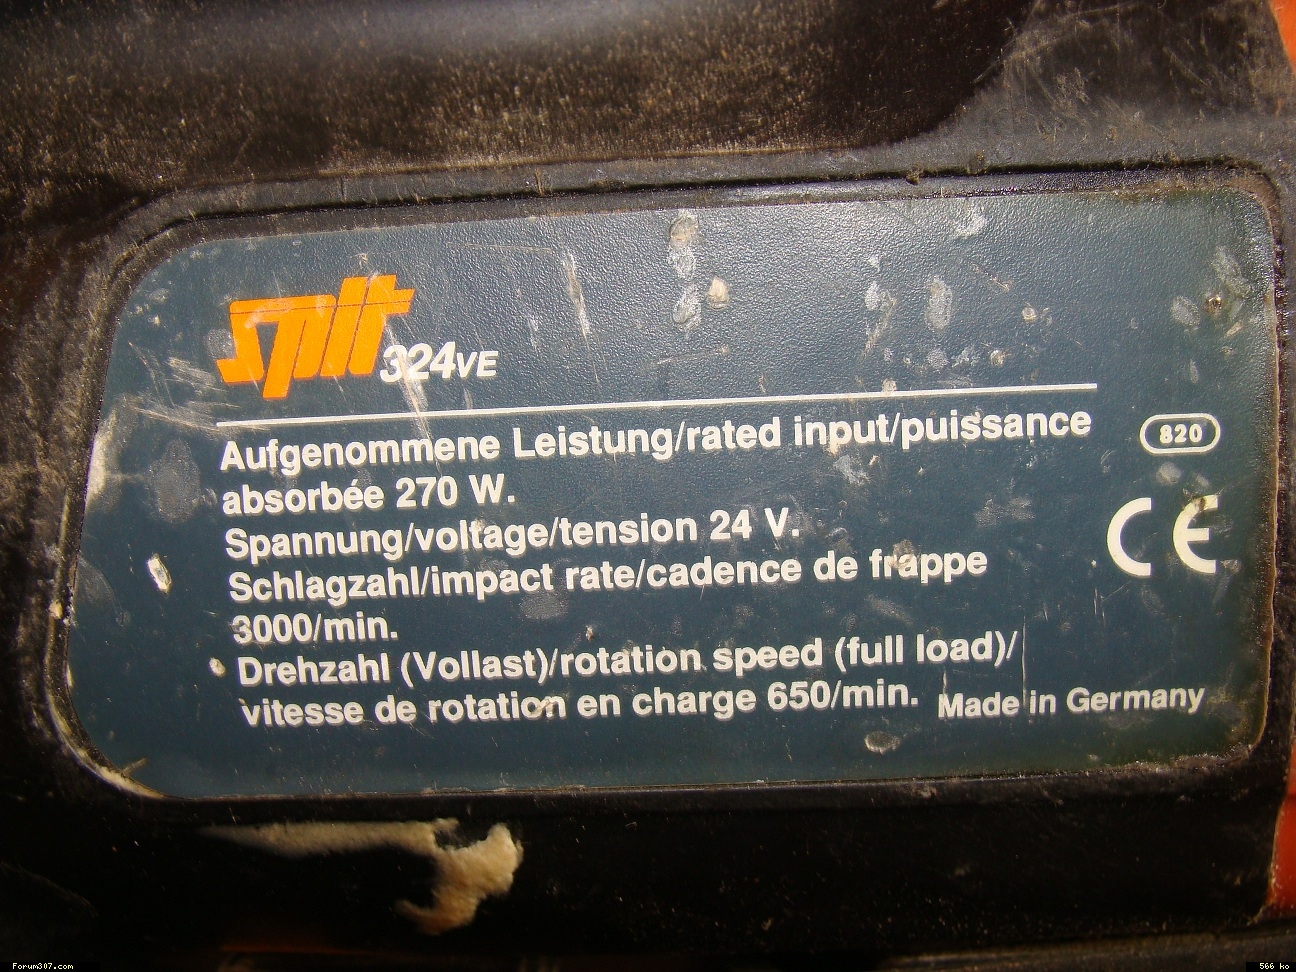 spit
324VE
Aufgenommene Leistung/rated input/puissance
absorbée 270 W.
Spannung/voltage/tension 24 V.
Schlagzahl/impact rate/cadence de frappe
3000/min.
Drehzahl (Vollast)/rotation speed (full load)/
vitesse de rotation en charge 650/min.
Made in Germany
820
CE
Forum307.com
566 ko